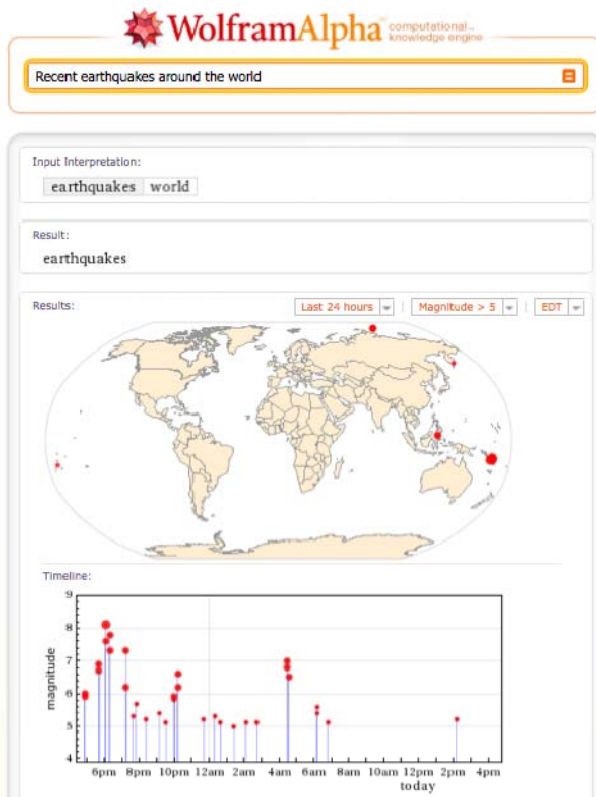 WolframAlpha computational... knowledge engine
Recent earthquakes around the world
Input Interpretation:
earthquakes world
Result:
earthquakes
Results: Last 24 hours Magnitude > 5 EDT
Timeline:
9
8
7
6
5
4
magnitude
6pm 8pm 10pm 12am 2am 4am 6am 8am 10am 12pm 2pm 4pm
today